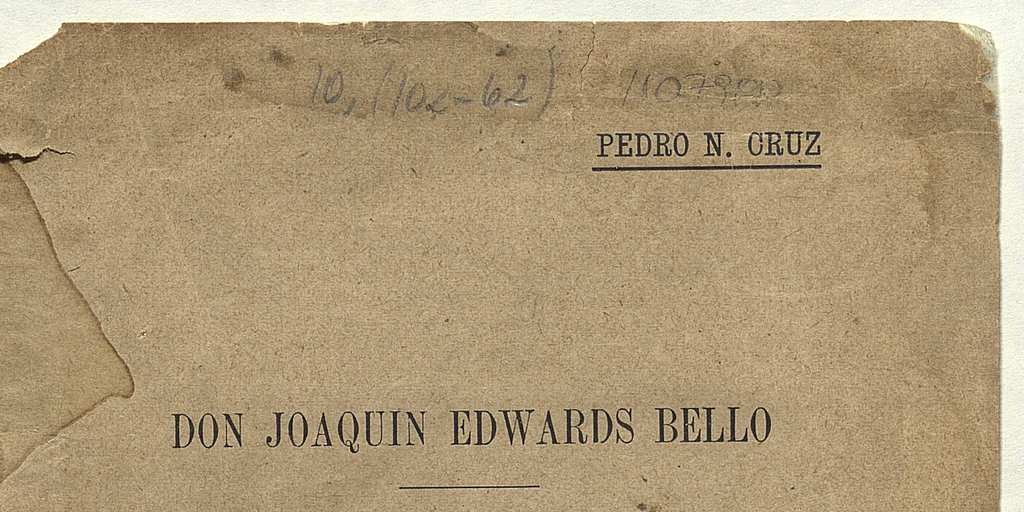 10, (102-62)
PEDRO N. CRUZ
DON JOAQUIN EDWARDS BELLO